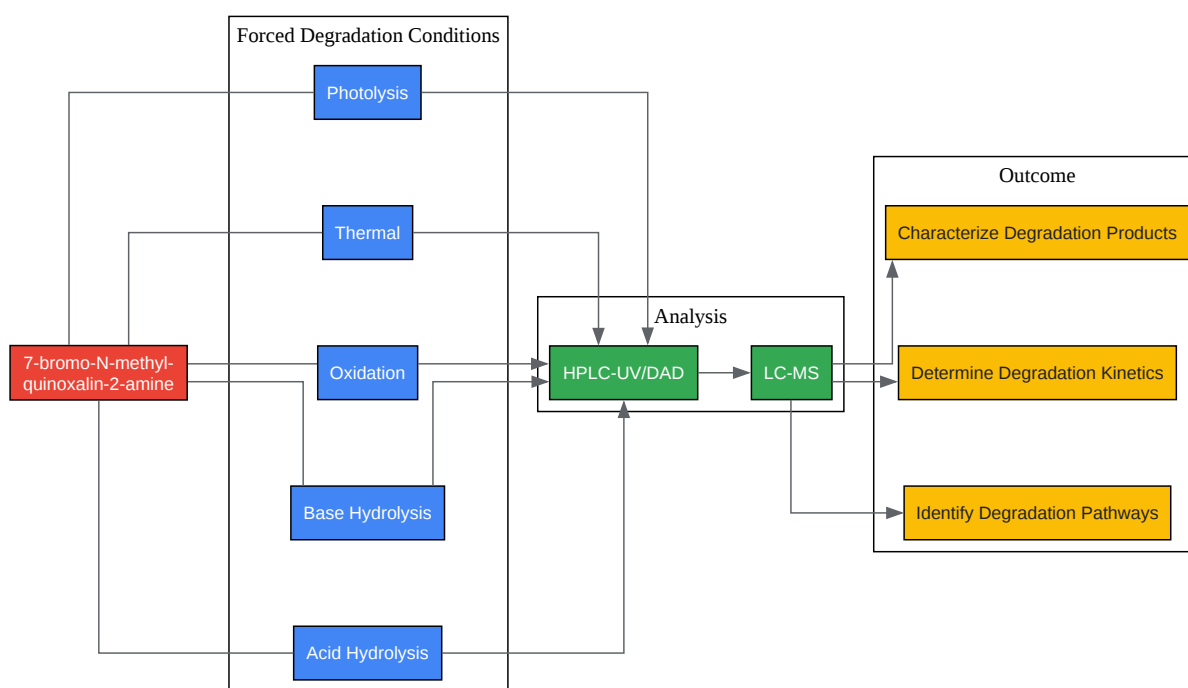 Forced Degradation Conditions
Photolysis
Thermal
Oxidation
Base Hydrolysis
Acid Hydrolysis
7-bromo-N-methyl-
quinoxalin-2-amine
Analysis
HPLC-UV/DAD
LC-MS
Outcome
Characterize Degradation Products
Determine Degradation Kinetics
Identify Degradation Pathways